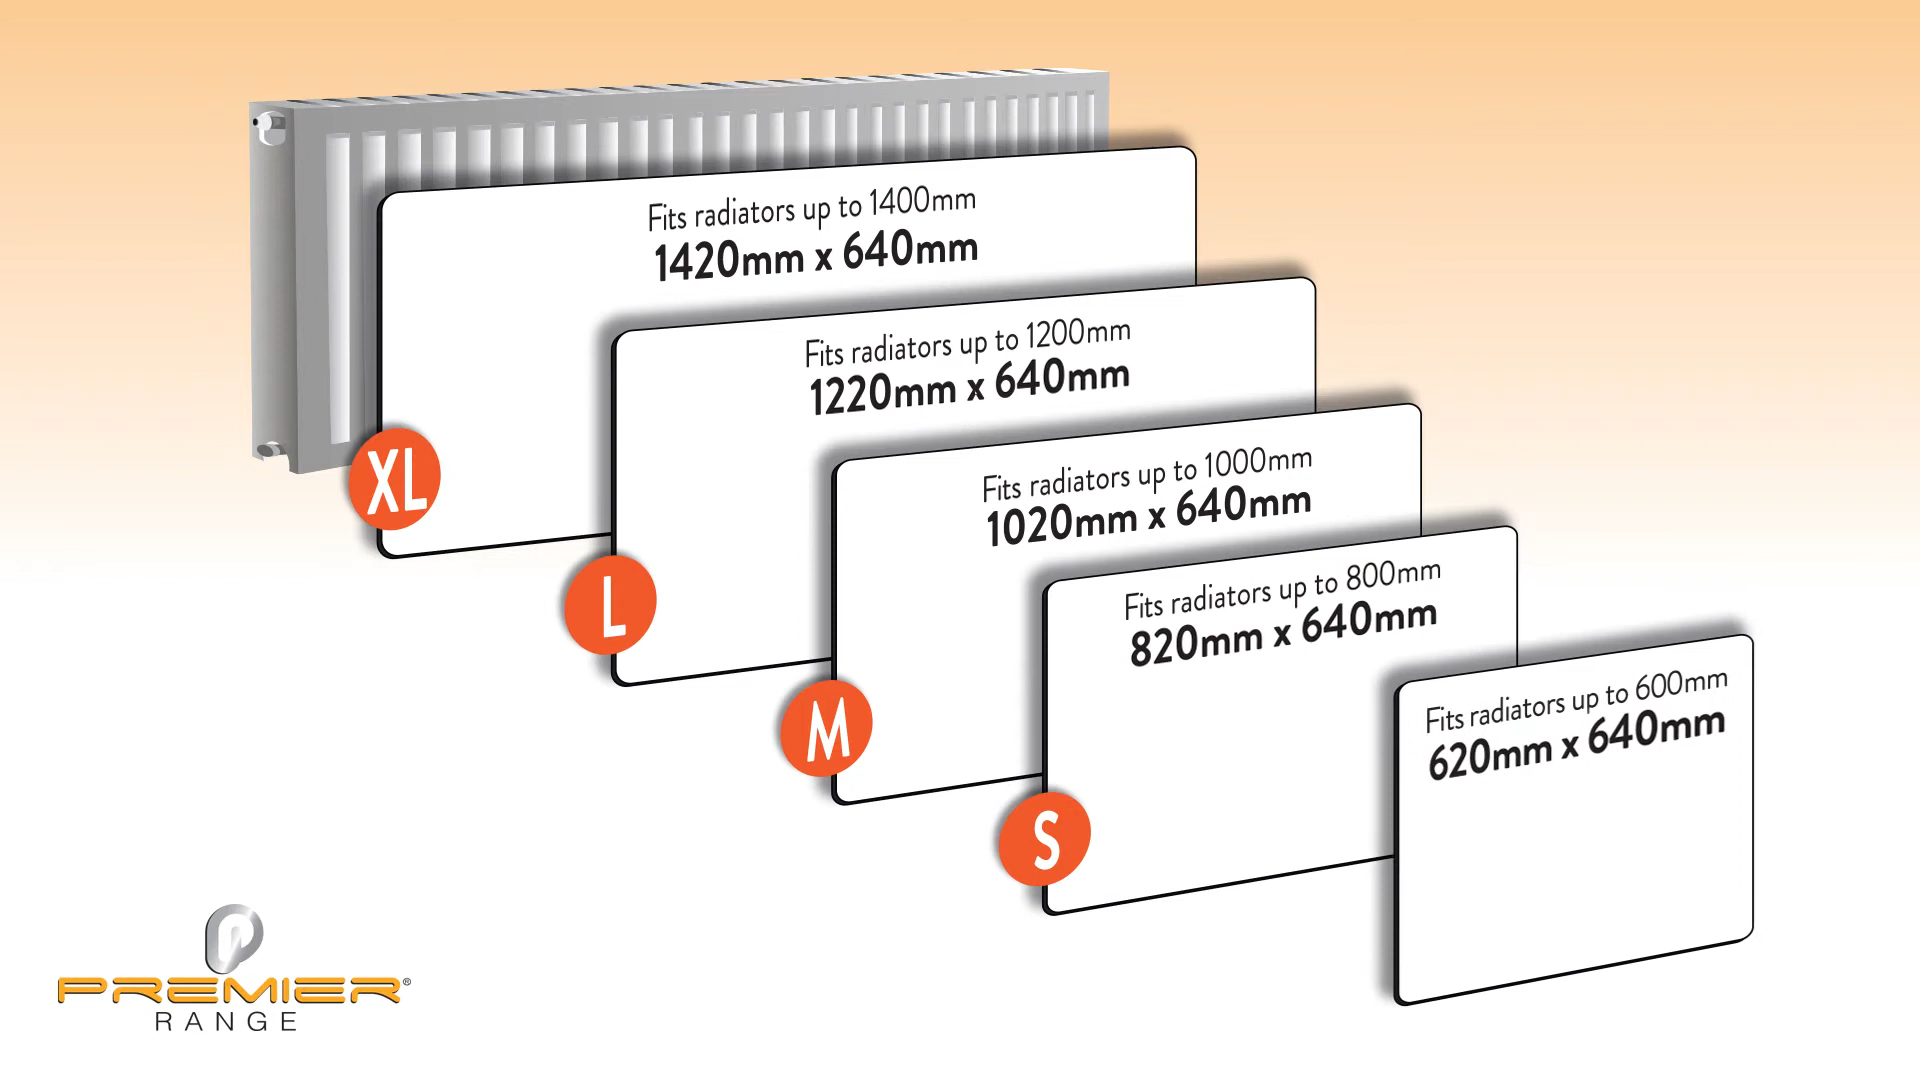 Fits radiators up to 1400mm
1420mm x 640mm
XL
Fits radiators up to 1200mm
1220mm x 640mm
L
Fits radiators up to 1000mm
1020mm x 640mm
M
Fits radiators up to 800mm
820mm x 640mm
S
Fits radiators up to 600mm
620mm x 640mm
PREMIER®
RANGE